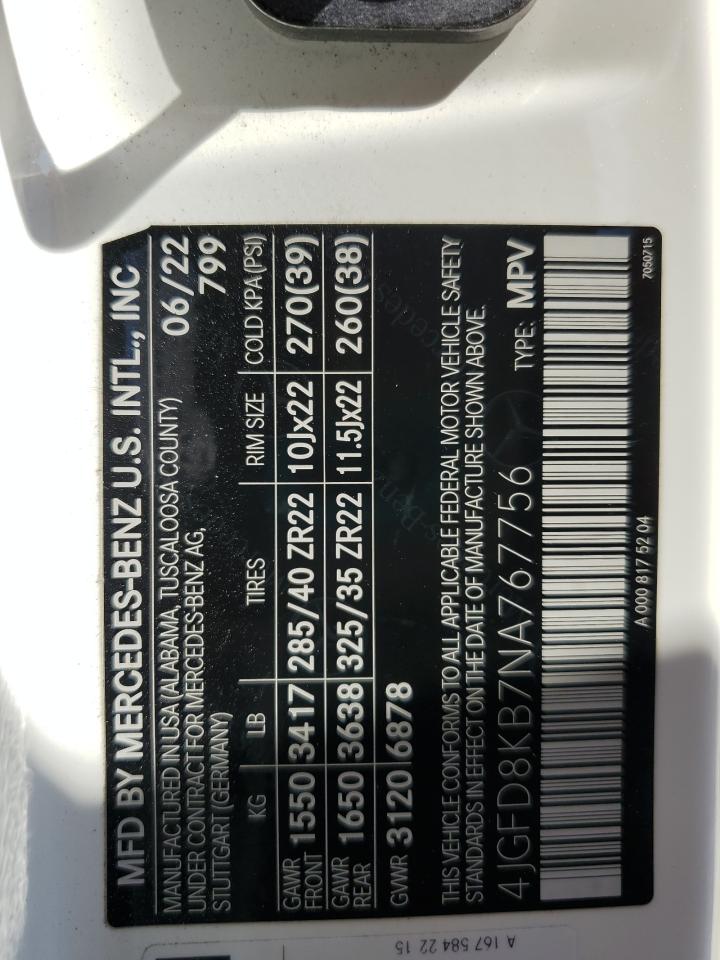 MFD BY MERCEDES-BENZ U.S. INTL., INC
MANUFACTURED IN USA (ALABAMA, TUSCALOOSA COUNTY) 06/22
UNDER CONTRACT FOR MERCEDES-BENZ AG, 799
STUTTGART (GERMANY)
KG LB TIRES RIM SIZE COLD KPA (PSI)
GAWR FRONT 1550 3417 285/40 ZR22 10Jx22 270(39)
GAWR REAR 1650 3638 325/35 ZR22 11.5Jx22 260(38)
GVWR 3120 6878
THIS VEHICLE CONFORMS TO ALL APPLICABLE FEDERAL MOTOR VEHICLE SAFETY
STANDARDS IN EFFECT ON THE DATE OF MANUFACTURE SHOWN ABOVE.
4JGFD8KB7NA767756 TYPE: MPV
A 000 817 52 04 7050715
A 167 584 22 15